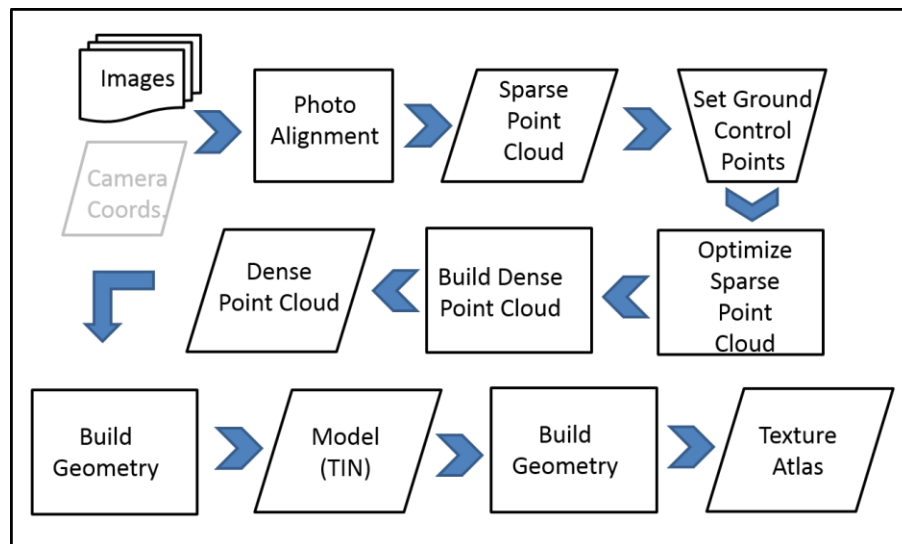 Images
Camera
Coords.
Photo
Alignment
Sparse
Point
Cloud
Set Ground
Control
Points
Optimize
Sparse
Point
Cloud
Build Dense
Point Cloud
Dense
Point Cloud
Build
Geometry
Model
(TIN)
Build
Geometry
Texture
Atlas